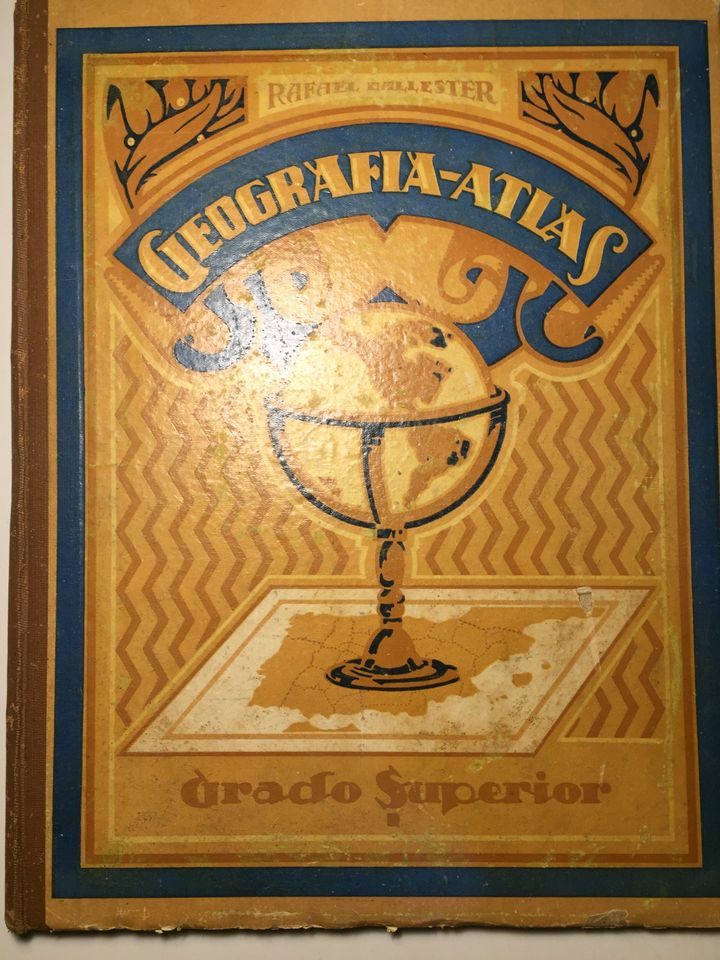 RAFAEL BALLESTER
GEOGRAFIA-ATLAS
Grado Superior